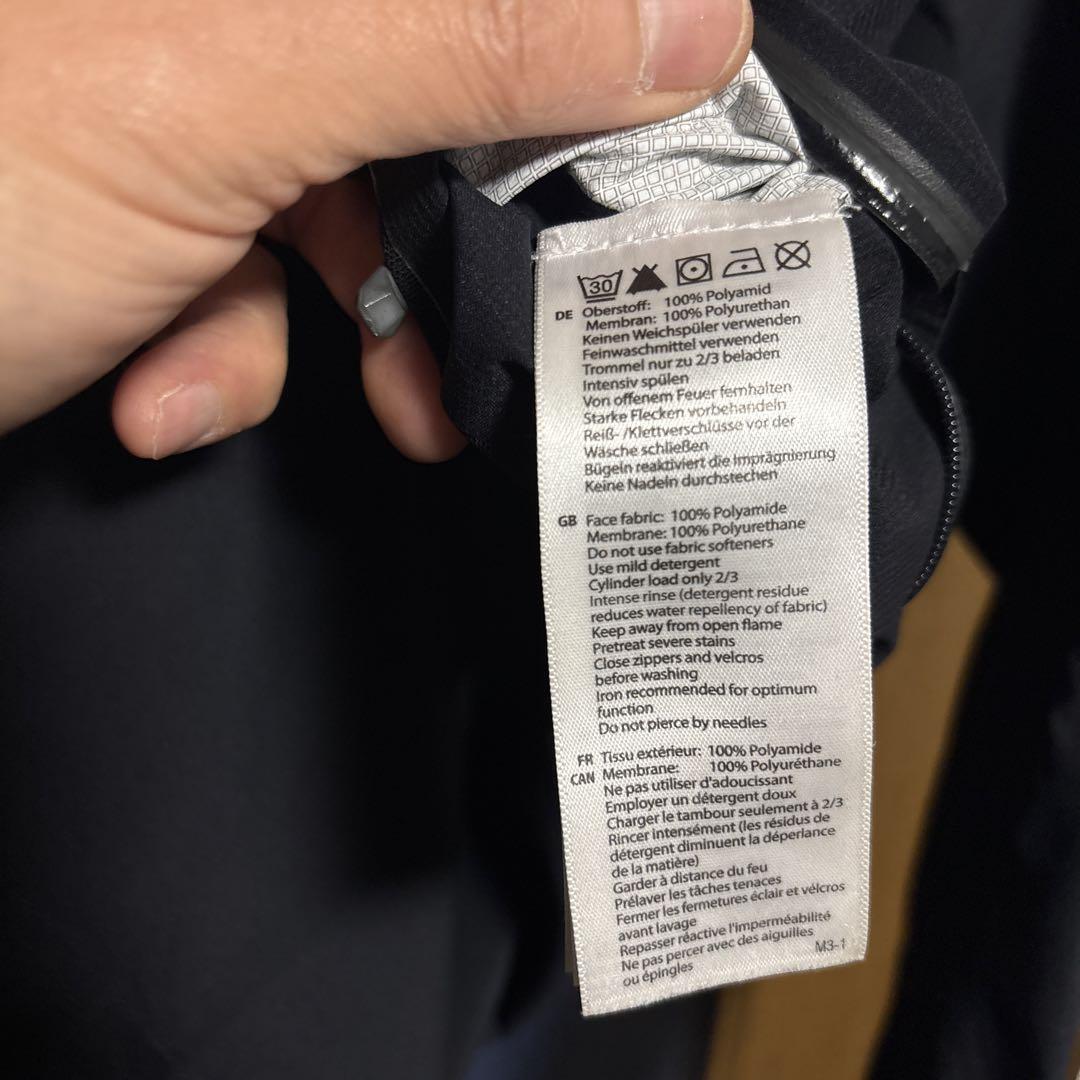 30
DE Oberstoff: 100% Polyamid
Membran: 100% Polyurethan
Keinen Weichspüler verwenden
Feinwaschmittel verwenden
Trommel nur zu 2/3 beladen
Intensiv spülen
Von offenem Feuer fernhalten
Starke Flecken vorbehandeln
Reiß- /Klettverschlüsse vor der
Wäsche schließen
Bügeln reaktiviert die Imprägnierung
Keine Nadeln durchstechen
GB Face fabric: 100% Polyamide
Membrane: 100% Polyurethane
Do not use fabric softeners
Use mild detergent
Cylinder load only 2/3
Intense rinse (detergent residue
reduces water repellency of fabric)
Keep away from open flame
Pretreat severe stains
Close zippers and velcros
before washing
Iron recommended for optimum
function
Do not pierce by needles
FR Tissu extérieur: 100% Polyamide
CAN Membrane: 100% Polyuréthane
Ne pas utiliser d'adoucissant
Employer un détergent doux
Charger le tambour seulement à 2/3
Rincer intensément (les résidus de
détergent diminuent la déperlance
de la matière)
Garder à distance du feu
Prélaver les tâches tenaces
Fermer les fermetures éclair et vélcros
avant lavage
Repasser réactive l'imperméabilité
Ne pas percer avec des aiguilles
ou épingles
M3-1